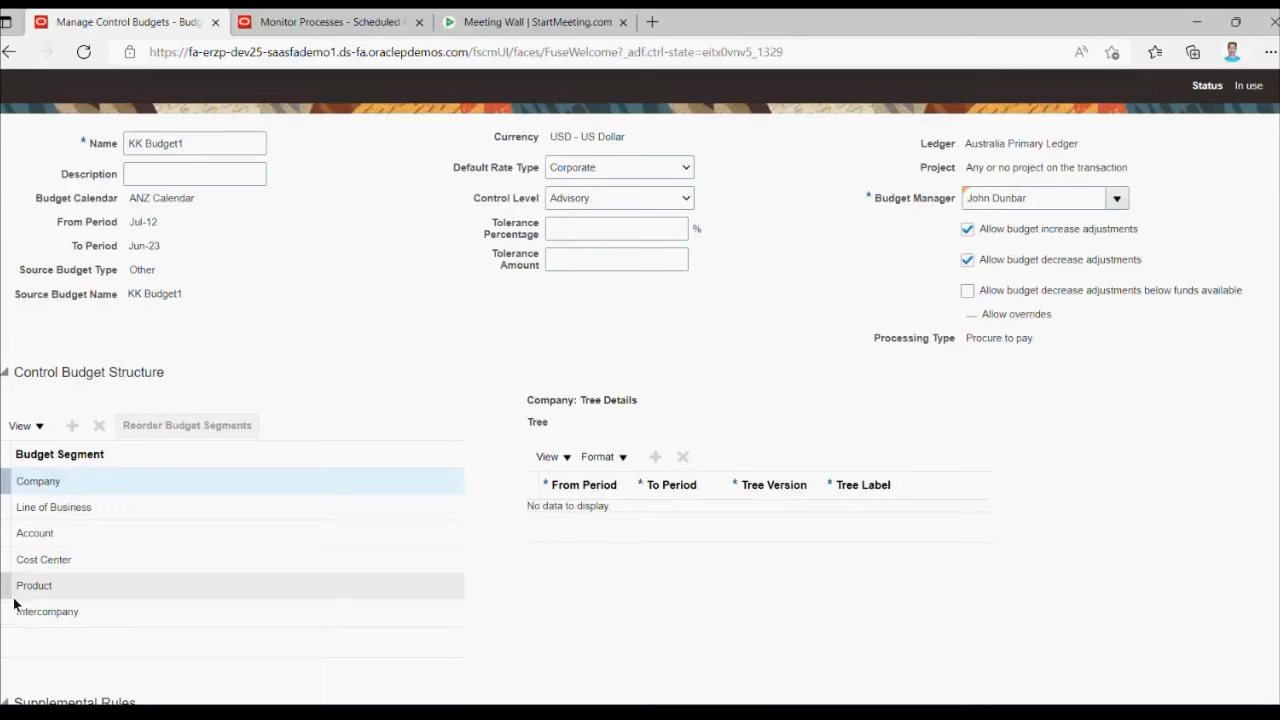 Manage Control Budgets - Budg
Monitor Processes - Scheduled
Meeting Wall | StartMeeting.com
https://fa-erzp-dev25-saasfademo1.ds-fa.oraclepdemos.com/fscmUI/faces/FuseWelcome?_adf.ctrl-state=eitx0vnv5_1329
Status In use
* Name KK Budget1
Description
Budget Calendar ANZ Calendar
From Period Jul-12
To Period Jun-23
Source Budget Type Other
Source Budget Name KK Budget1
Currency USD - US Dollar
Default Rate Type Corporate
Control Level Advisory
Tolerance
Percentage %
Tolerance
Amount
Ledger Australia Primary Ledger
Project Any or no project on the transaction
* Budget Manager John Dunbar
Allow budget increase adjustments
Allow budget decrease adjustments
Allow budget decrease adjustments below funds available
Allow overrides
Processing Type Procure to pay
Control Budget Structure
View Reorder Budget Segments
Budget Segment
Company
Line of Business
Account
Cost Center
Product
Intercompany
Company: Tree Details
Tree
View Format
* From Period * To Period * Tree Version * Tree Label
No data to display.
Supplemental Rules